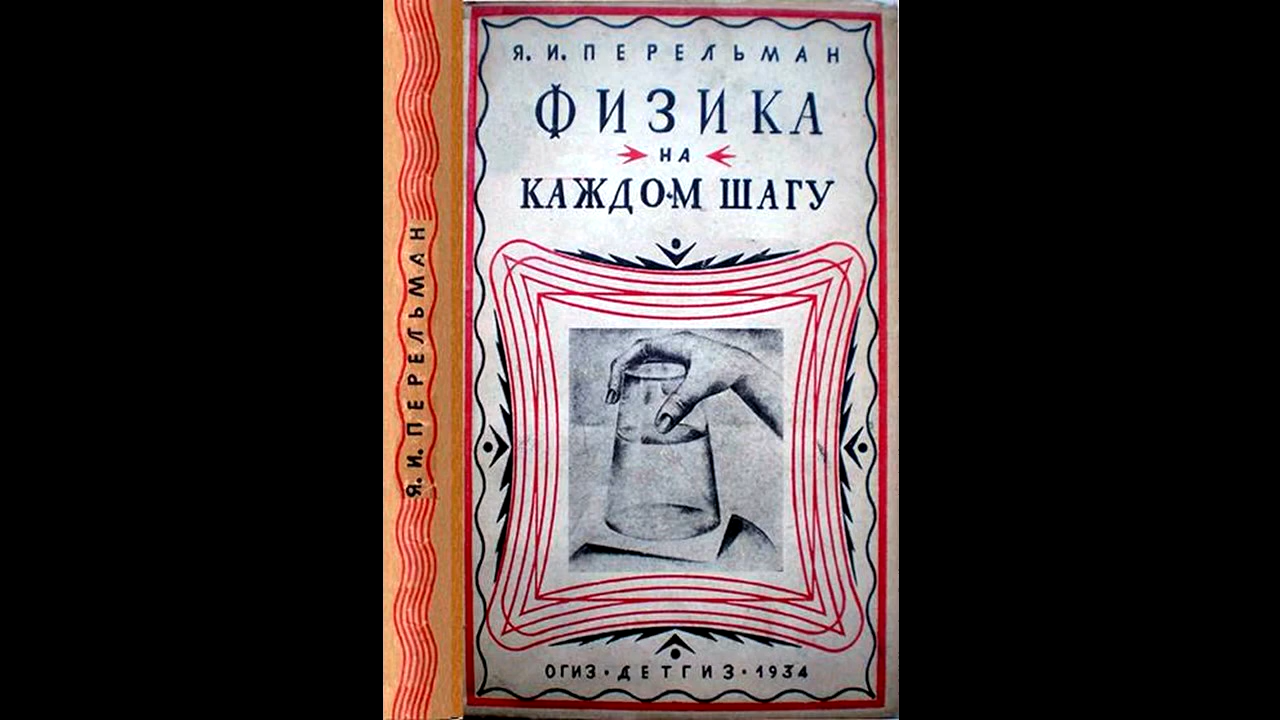 Я. И. ПЕРЕЛЬМАН
Я. И. ПЕРЕЛЬМАН
ФИЗИКА
НА
КАЖДОМ ШАГУ
ОГИЗ · ДЕТГИЗ · 1934